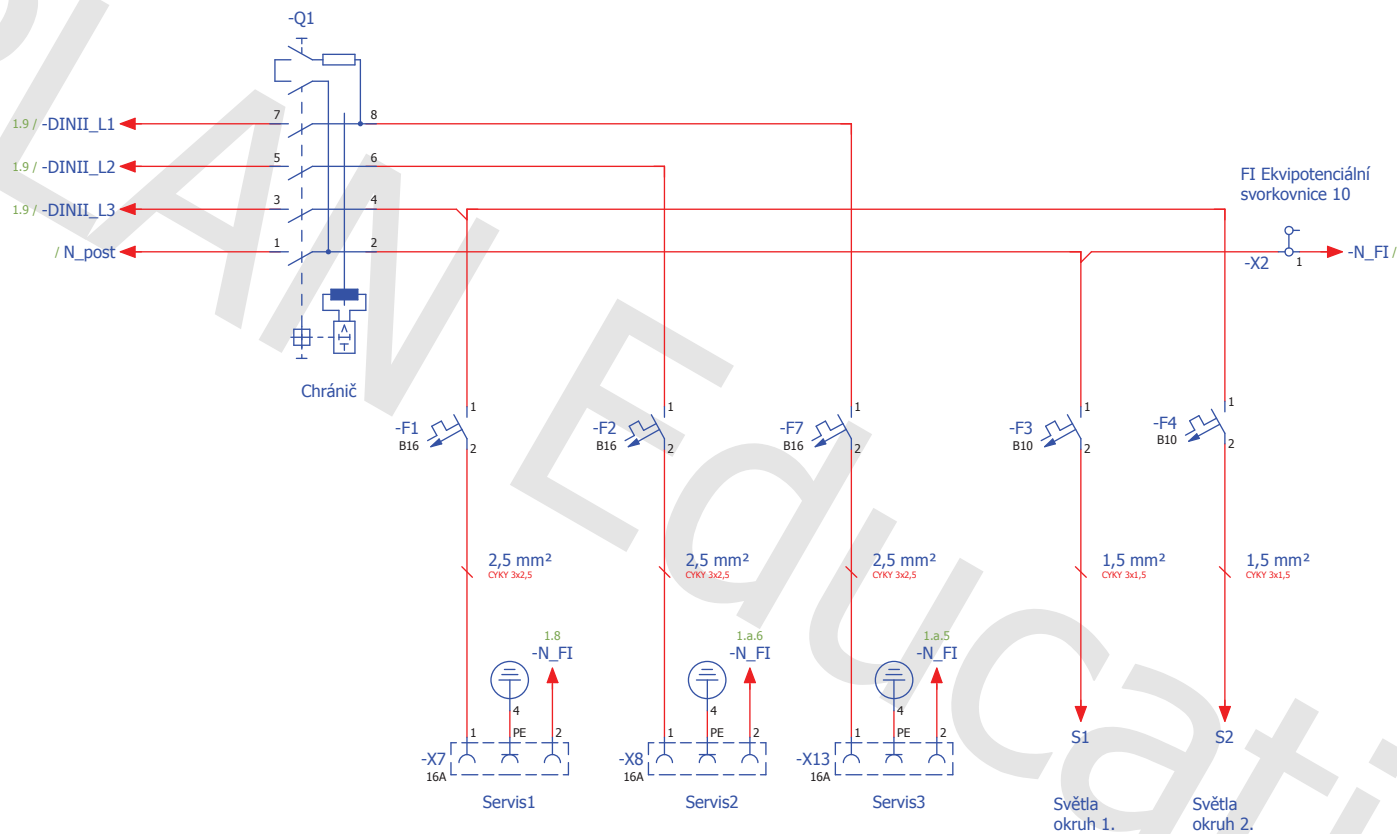 -Q1
7 8
1.9 / -DINII_L1
5 6
1.9 / -DINII_L2
3 4
1.9 / -DINII_L3
1 2
/ N_post
FI Ekvipotenciální
svorkovnice 10
-X2 1 -N_FI /
Chránič
1 1 1 1 1
-F1 -F2 -F7 -F3 -F4
B16 B16 B16 B10 B10
2 2 2 2 2
2,5 mm² 2,5 mm² 2,5 mm² 1,5 mm² 1,5 mm²
CYKY 3x2,5 CYKY 3x2,5 CYKY 3x2,5 CYKY 3x1,5 CYKY 3x1,5
1.8 1.a.6 1.a.5
-N_FI -N_FI -N_FI
4 4 4
1 PE 2 1 PE 2 1 PE 2 S1 S2
-X7 -X8 -X13
16A 16A 16A
Servis1 Servis2 Servis3
Světla Světla
okruh 1. okruh 2.
PLAN Educati